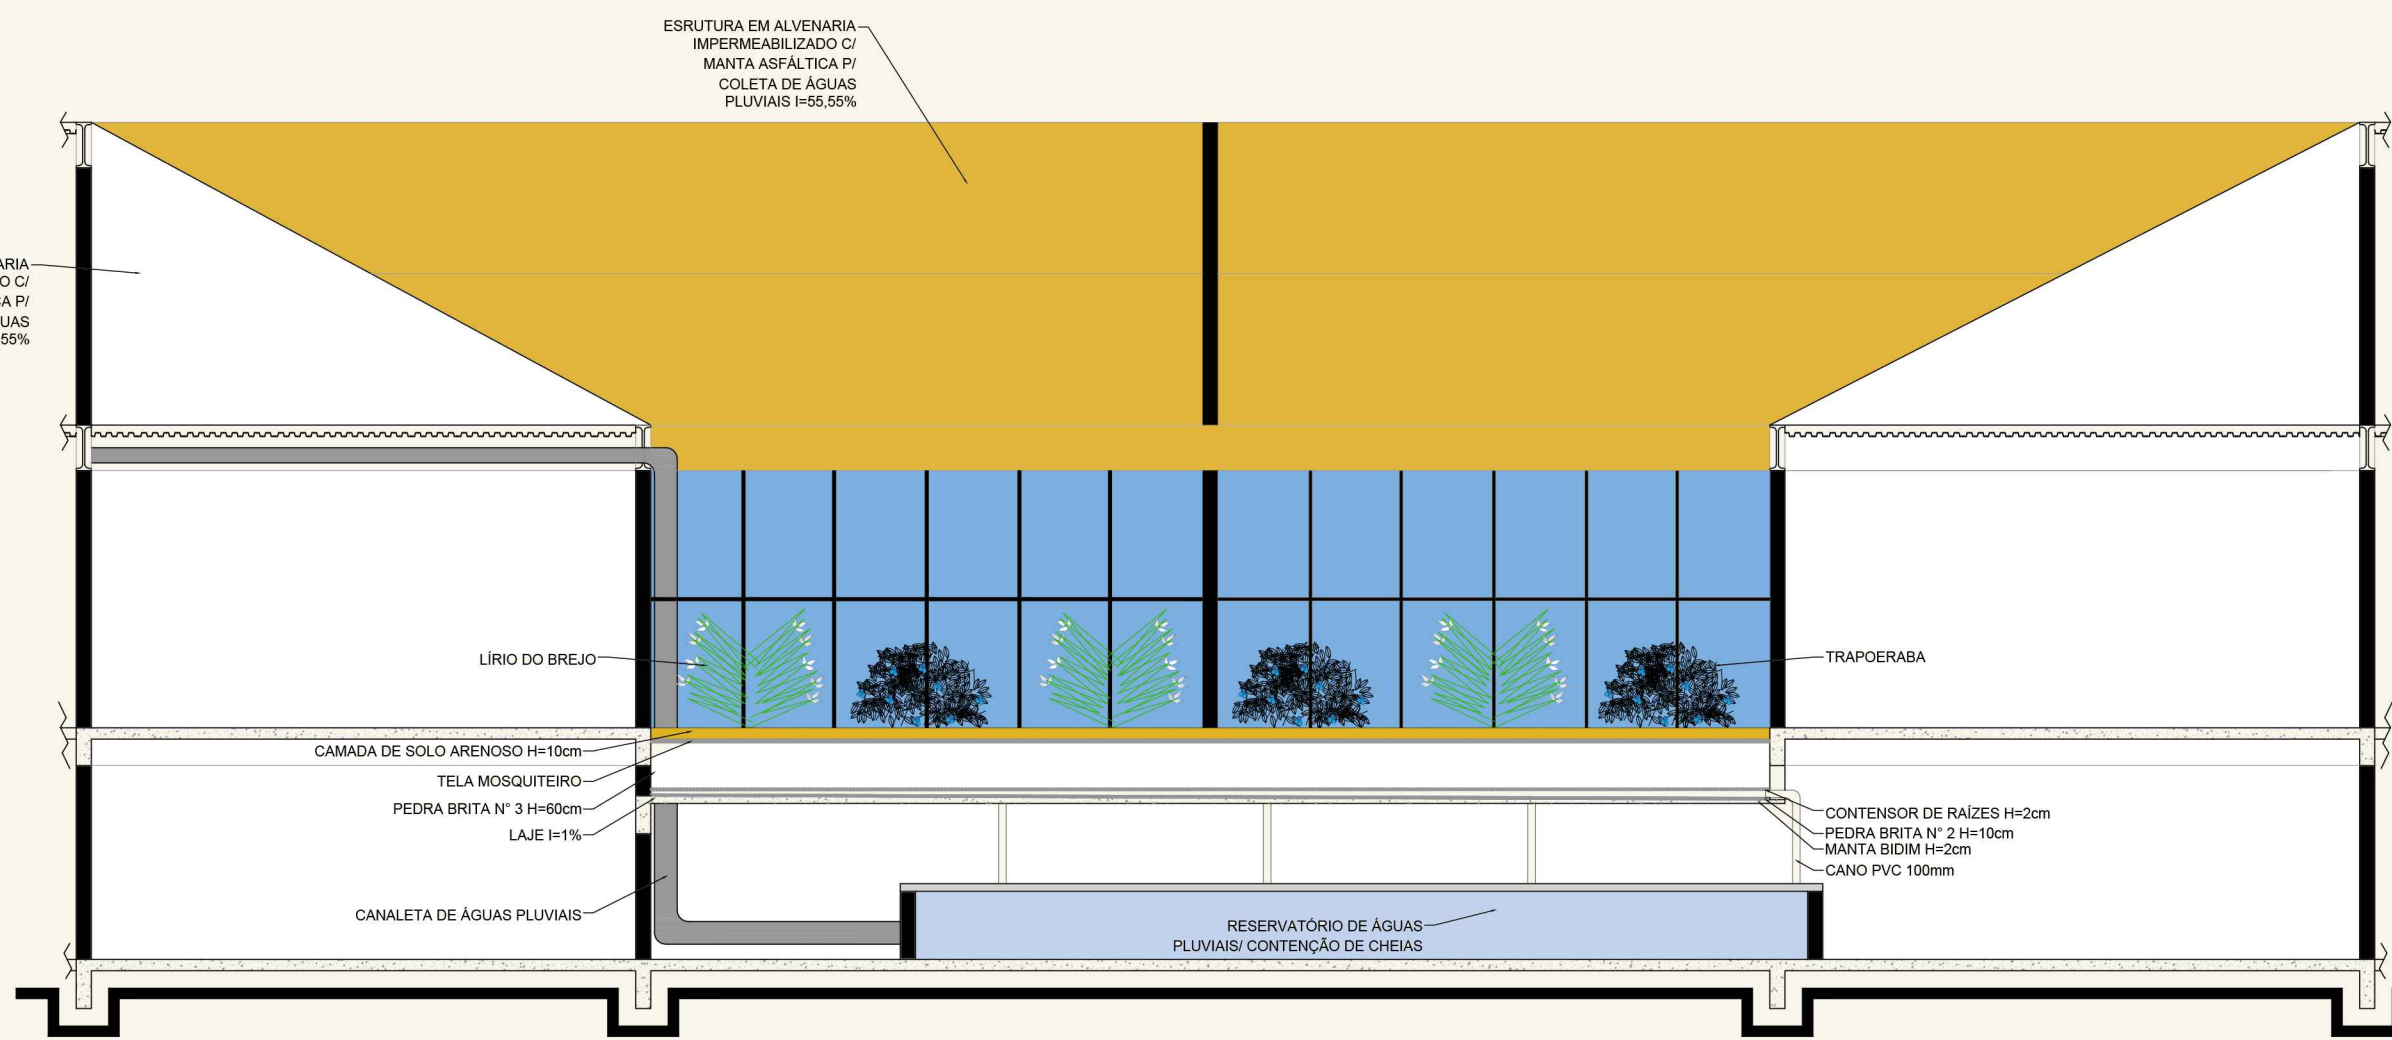 ESRUTURA EM ALVENARIA
IMPERMEABILIZADO C/
MANTA ASFÁLTICA P/
COLETA DE ÁGUAS
PLUVIAIS I=55,55%
ARIA
O C/
CA P/
UAS
55%
LÍRIO DO BREJO
TRAPOERABA
CAMADA DE SOLO ARENOSO H=10cm
TELA MOSQUITEIRO
PEDRA BRITA N° 3 H=60cm
LAJE I=1%
CONTENSOR DE RAÍZES H=2cm
PEDRA BRITA N° 2 H=10cm
MANTA BIDIM H=2cm
CANO PVC 100mm
CANALETA DE ÁGUAS PLUVIAIS
RESERVATÓRIO DE ÁGUAS
PLUVIAIS/ CONTENÇÃO DE CHEIAS